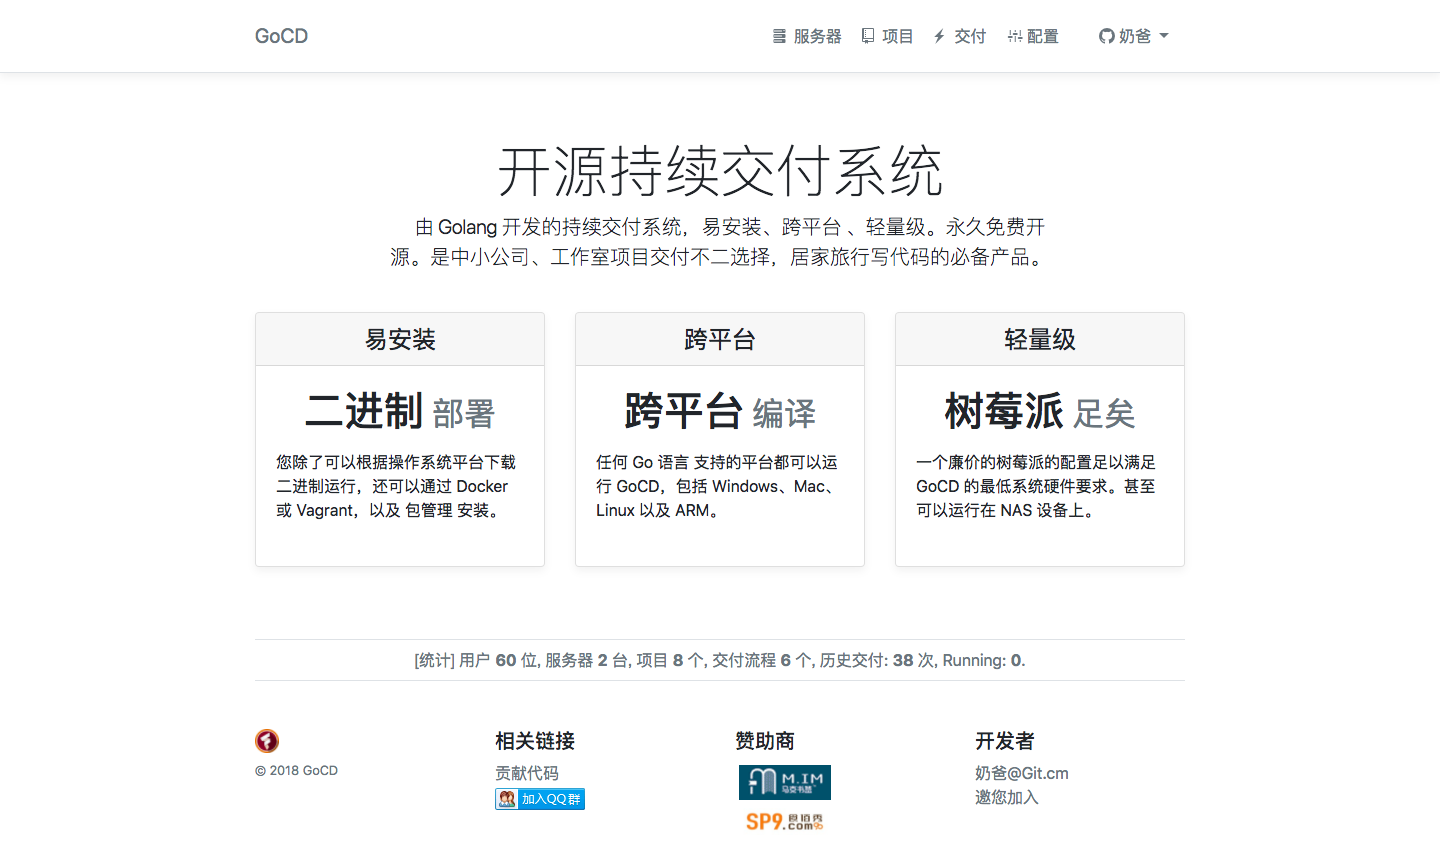 GoCD
服务器 项目 交付 配置 奶爸
开源持续交付系统
由 Golang 开发的持续交付系统，易安装、跨平台 、轻量级。永久免费开
源。是中小公司、工作室项目交付不二选择，居家旅行写代码的必备产品。
易安装
二进制 部署
您除了可以根据操作系统平台下载
二进制运行，还可以通过 Docker
或 Vagrant，以及 包管理 安装。
跨平台
跨平台 编译
任何 Go 语言 支持的平台都可以运
行 GoCD，包括 Windows、Mac、
Linux 以及 ARM。
轻量级
树莓派 足矣
一个廉价的树莓派的配置足以满足
GoCD 的最低系统硬件要求。甚至
可以运行在 NAS 设备上。
[统计] 用户 60 位, 服务器 2 台, 项目 8 个, 交付流程 6 个, 历史交付: 38 次, Running: 0.
© 2018 GoCD
相关链接
贡献代码
加入QQ群
赞助商
M.IM
马克书签
SP9
.com
开发者
奶爸@Git.cm
邀您加入